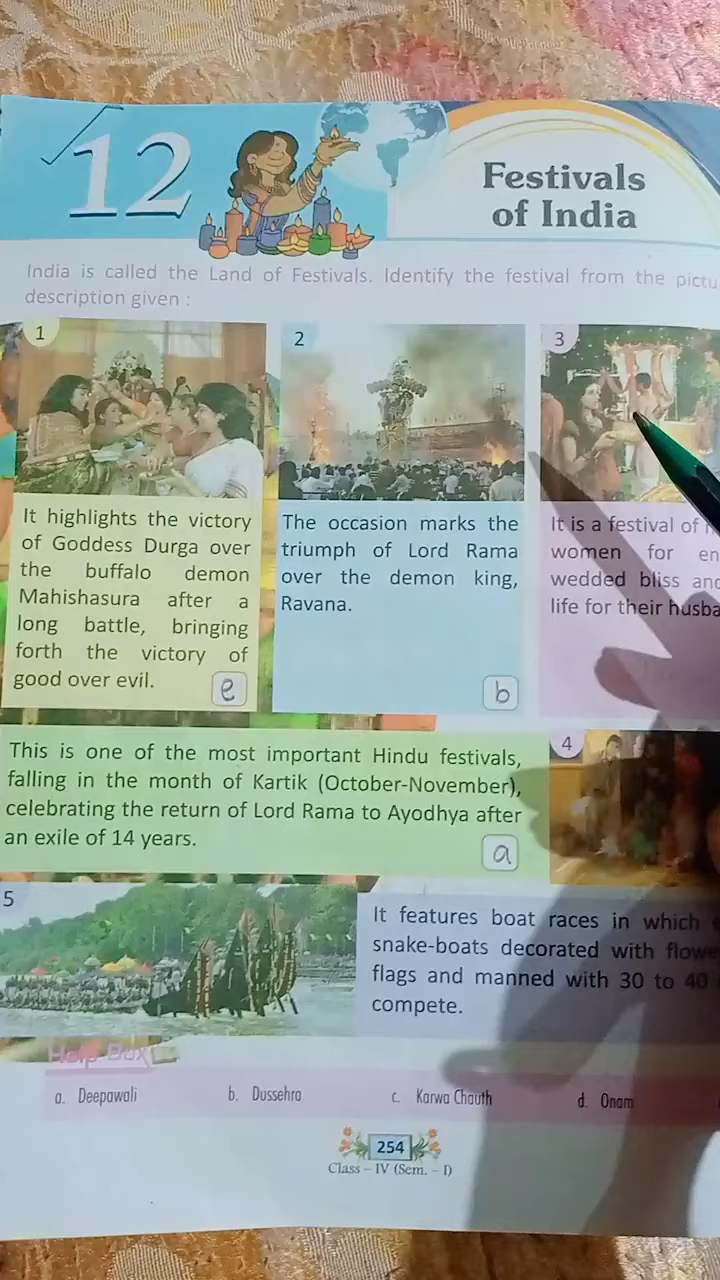 12
Festivals
of India
India is called the Land of Festivals. Identify the festival from the
description given :
1
2
3
It highlights the victory
of Goddess Durga over
the buffalo demon
Mahishasura after a
long battle, bringing
forth the victory of
good over evil.
e
The occasion marks the
triumph of Lord Rama
over the demon king,
Ravana.
b
It is a festival of
women for
wedded bliss
life for their
This is one of the most important Hindu festivals,
falling in the month of Kartik (October-November),
celebrating the return of Lord Rama to Ayodhya after
an exile of 14 years.
a
4
5
It features boat races in which
snake-boats decorated with
flags and manned with 30 to 40
compete.
Help Box
a. Deepawali b. Dussehra c. Karwa Chauth d. Onam
254
Class – IV (Sem. – I)